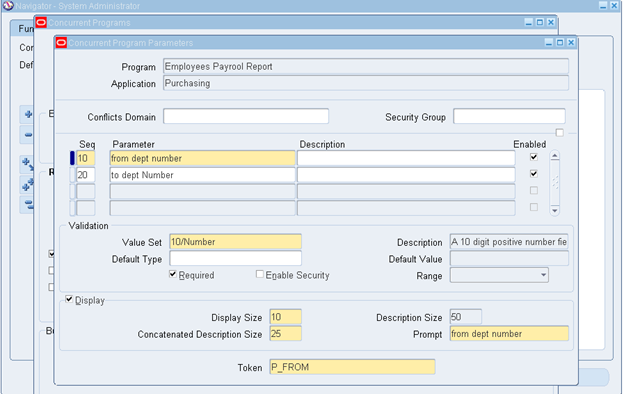 Navigator - System Administrator
Concurrent Programs
Concurrent Program Parameters
Fun
Program Employees Payrool Report
Con
Application Purchasing
Def
Conflicts Domain Security Group
Seq Parameter Description Enabled
10 from dept number
20 to dept Number
Validation
Value Set 10/Number Description A 10 digit positive number fie
Default Type Default Value
Required Enable Security Range
Display
Display Size 10 Description Size 50
Concatenated Description Size 25 Prompt from dept number
Token P_FROM